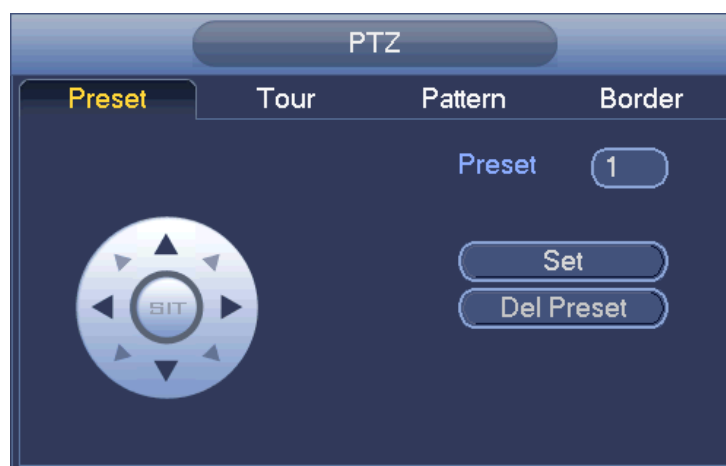 PTZ
Preset Tour Pattern Border
Preset 1
Set
SIT
Del Preset